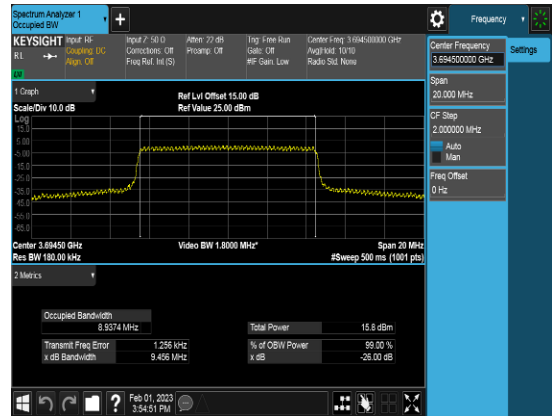 Spectrum Analyzer 1
Occupied BW
Frequency
KEYSIGHT
RL
LXI
Input: RF
Coupling: DC
Align: Off
Input Z: 50 Ω
Corrections: Off
Freq Ref: Int (S)
Atten: 22 dB
Preamp: Off
Trig: Free Run
Gate: Off
#IF Gain: Low
Center Freq: 3.694500000 GHz
Avg|Hold: 10/10
Radio Std: None
Center Frequency
3.694500000 GHz
Settings
Span
20.000 MHz
CF Step
2.000000 MHz
Auto
Man
Freq Offset
0 Hz
1 Graph
Scale/Div 10.0 dB
Ref Lvl Offset 15.00 dB
Ref Value 25.00 dBm
Log
15.0
5.00
-5.00
-15.0
-25.0
-35.0
-45.0
-55.0
-65.0
Center 3.69450 GHz
Res BW 180.00 kHz
Video BW 1.8000 MHz*
Span 20 MHz
#Sweep 500 ms (1001 pts)
2 Metrics
Occupied Bandwidth
8.9374 MHz
Total Power 15.8 dBm
Transmit Freq Error 1.256 kHz
% of OBW Power 99.00 %
x dB Bandwidth 9.456 MHz
x dB -26.00 dB
Feb 01, 2023
3:54:51 PM